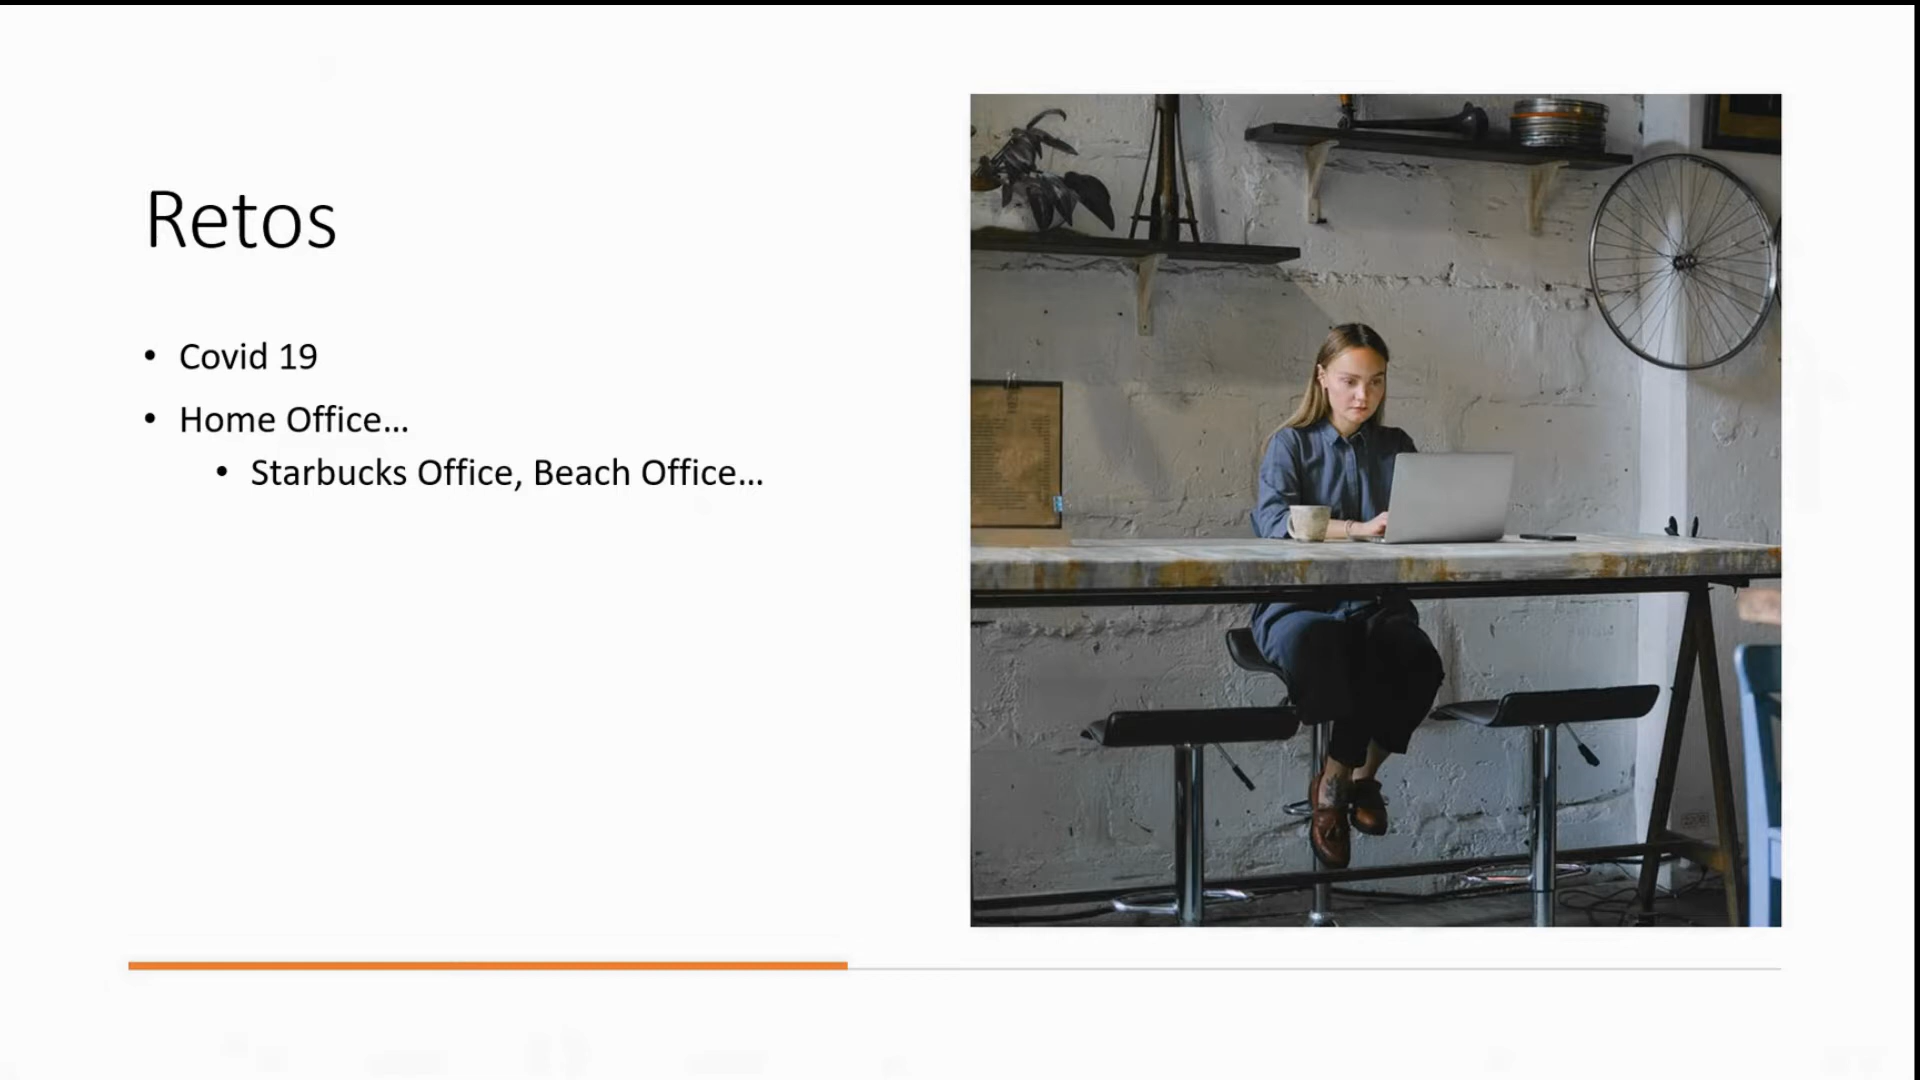 Retos
• Covid 19
• Home Office...
• Starbucks Office, Beach Office...